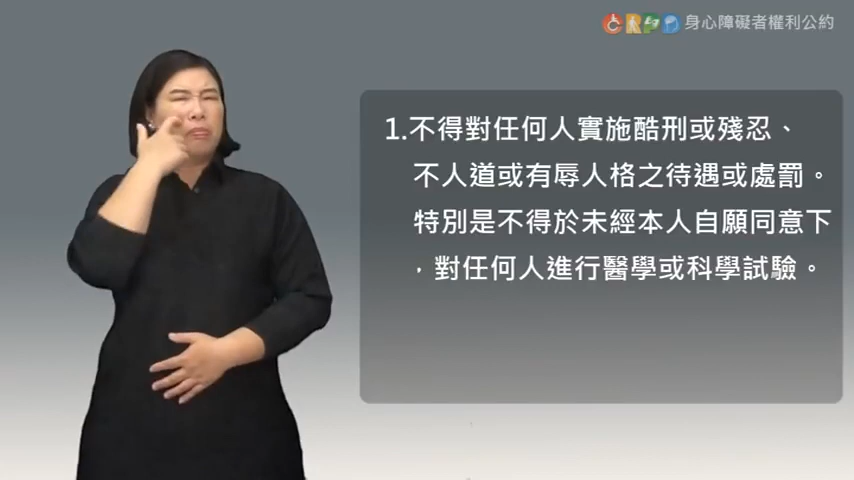 CRPD 身心障礙者權利公約
1.不得對任何人實施酷刑或殘忍、
不人道或有辱人格之待遇或處罰。
特別是不得於未經本人自願同意下
，對任何人進行醫學或科學試驗。